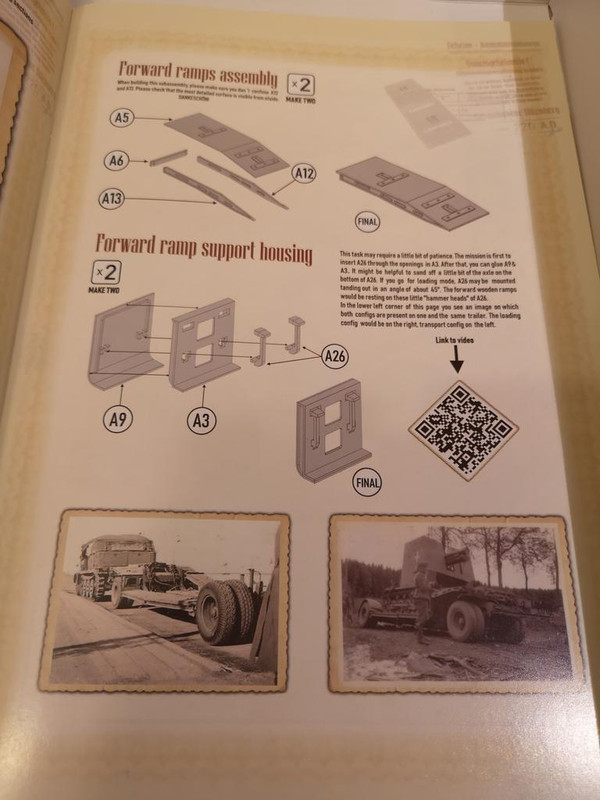 Forward ramps assembly
When building this subassembly, please make sure you don't confuse A12
and A13. Please check that the most detailed surface is visible from
DANKESCHÖN!
×2
MAKE TWO
A5
A6
A12
A13
FINAL
Forward ramp support housing
×2
MAKE TWO
This task may require a little bit of patience. The mission is first to
insert A26 through the openings in A3. After that, you can glue A9 &
A3. It might be helpful to sand off a little bit of the axle on the
bottom of A26. If you go for loading mode, A26 may be mounted
tanding out in an angle of about 45°. The forward wooden ramps
would be resting on these little "hammer heads" of A26.
In the lower left corner of this page you see an image on which
both configs are present on one and the same trailer. The loading
config would be on the right, transport config on the left.
Link to video
A26
A9
A3
FINAL